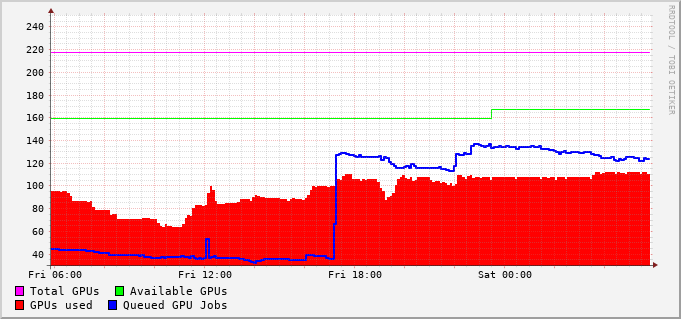 RRDTOOL / TOBI OETIKER
240
220
200
180
160
140
120
100
80
60
40
Fri 06:00 Fri 12:00 Fri 18:00 Sat 00:00
Total GPUs Available GPUs
GPUs used Queued GPU Jobs